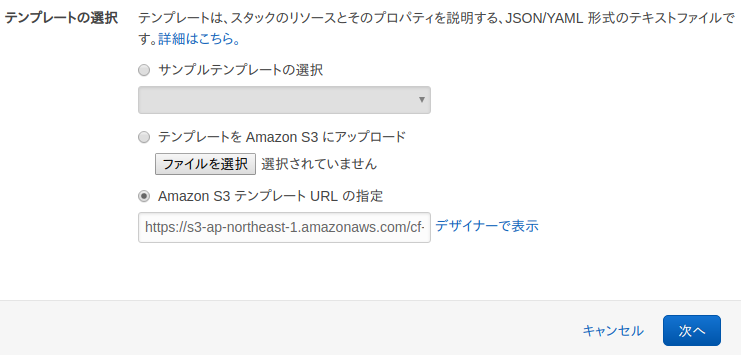 テンプレートの選択 テンプレートは、スタックのリソースとそのプロパティを説明する、JSON/YAML 形式のテキストファイルで
す。詳細はこちら。
サンプルテンプレートの選択
テンプレートを Amazon S3 にアップロード
ファイルを選択 選択されていません
Amazon S3 テンプレート URL の指定
https://s3-ap-northeast-1.amazonaws.com/cf- デザイナーで表示
キャンセル 次へ